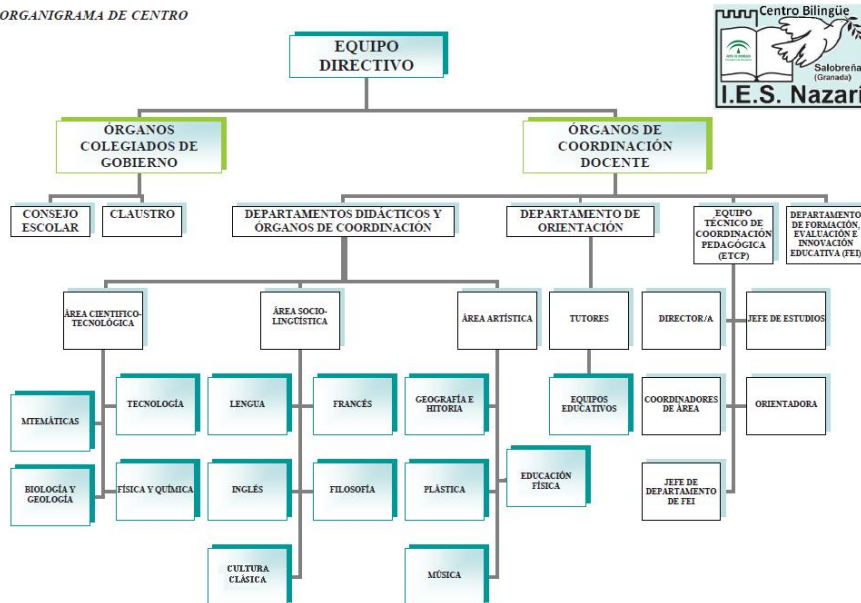 ORGANIGRAMA DE CENTRO
Centro Bilingüe
Salobreña
(Granada)
I.E.S. Nazarí
EQUIPO
DIRECTIVO
ÓRGANOS
COLEGIADOS DE
GOBIERNO
ÓRGANOS DE
COORDINACIÓN
DOCENTE
CONSEJO
ESCOLAR
CLAUSTRO
DEPARTAMENTOS DIDÁCTICOS Y
ÓRGANOS DE COORDINACIÓN
DEPARTAMENTO DE
ORIENTACIÓN
EQUIPO
TÉCNICO DE
COORDINACIÓN
PEDAGÓGICA
(ETCP)
DEPARTAMENTO
DE FORMACIÓN,
EVALUACIÓN E
INNOVACIÓN
EDUCATIVA (FEI)
ÁREA CIENTIFICO-
TECNOLÓGICA
ÁREA SOCIO-
LINGÜÍSTICA
ÁREA ARTÍSTICA
TUTORES
DIRECTOR/A
JEFE DE ESTUDIOS
MTEMÁTICAS
TECNOLOGÍA
LENGUA
FRANCÉS
GEOGRAFÍA E
HITORIA
EQUIPOS
EDUCATIVOS
COORDINADORES
DE ÁREA
ORIENTADORA
BIOLOGÍA Y
GEOLOGÍA
FÍSICA Y QUÍMICA
INGLÉS
FILOSOFÍA
PLÁSTICA
EDUCACIÓN
FÍSICA
JEFE DE
DEPARTAMENTO
DE FEI
CULTURA
CLÁSICA
MÚSICA